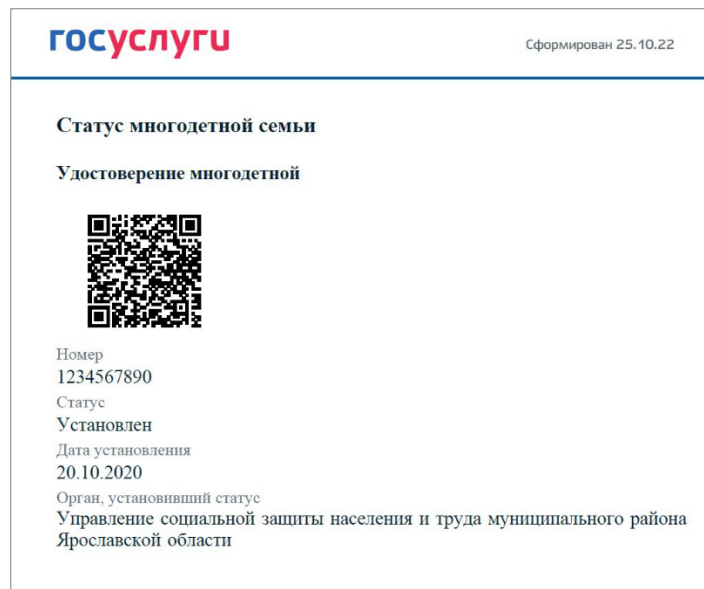 госуслуги
Сформирован 25.10.22
Статус многодетной семьи
Удостоверение многодетной
Номер
1234567890
Статус
Установлен
Дата установления
20.10.2020
Орган, установивший статус
Управление социальной защиты населения и труда муниципального района
Ярославской области